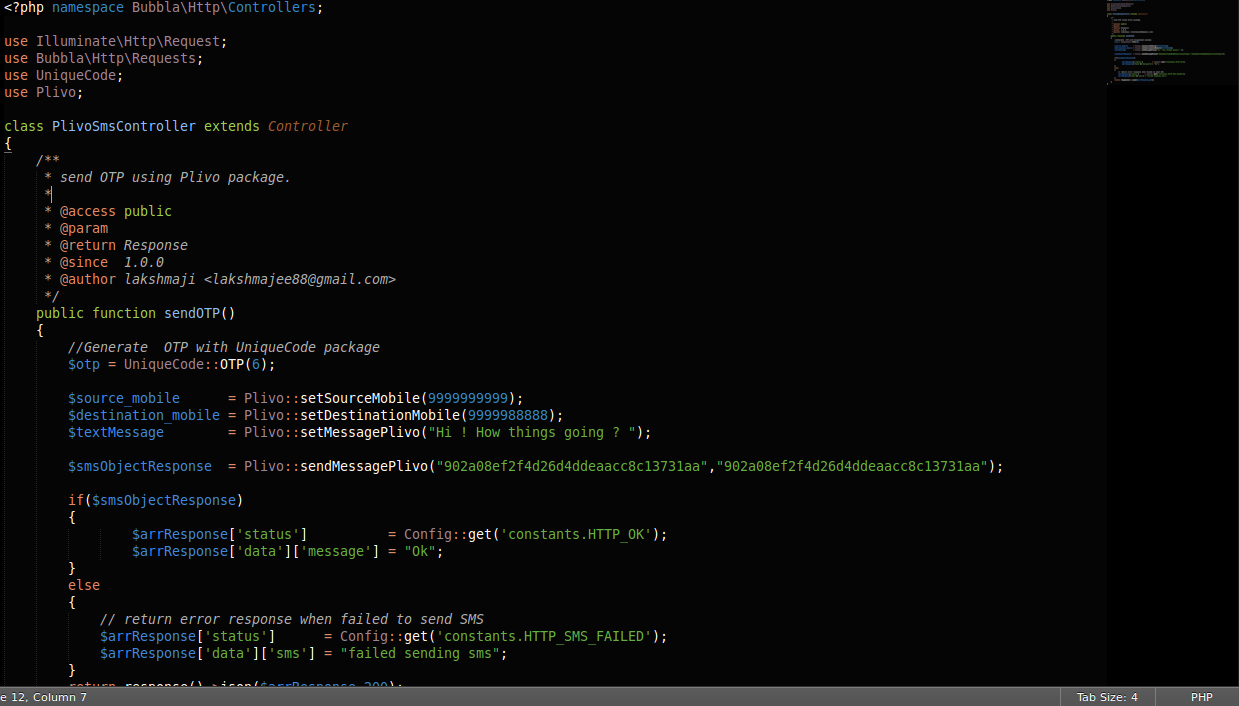 <?php namespace Bubbla\Http\Controllers;
use Illuminate\Http\Request;
use Bubbla\Http\Requests;
use UniqueCode;
use Plivo;
class PlivoSmsController extends Controller
{
/**
* send OTP using Plivo package.
*
* @access public
* @param
* @return Response
* @since 1.0.0
* @author lakshmaji <lakshmajee88@gmail.com>
*/
public function sendOTP()
{
//Generate  OTP with UniqueCode package
$otp = UniqueCode::OTP(6);
$source_mobile      = Plivo::setSourceMobile(9999999999);
$destination_mobile = Plivo::setDestinationMobile(9999988888);
$textMessage        = Plivo::setMessagePlivo("Hi ! How things going ? ");
$smsObjectResponse  = Plivo::sendMessagePlivo("902a08ef2f4d26d4ddeaacc8c13731aa","902a08ef2f4d26d4ddeaacc8c13731aa");
if($smsObjectResponse)
{
$arrResponse['status']          = Config::get('constants.HTTP_OK');
$arrResponse['data']['message'] = "Ok";
}
else
{
// return error response when failed to send SMS
$arrResponse['status']      = Config::get('constants.HTTP_SMS_FAILED');
$arrResponse['data']['sms'] = "failed sending sms";
}
return response()->json($arrResponse,200);
e 12, Column 7
Tab Size: 4
PHP